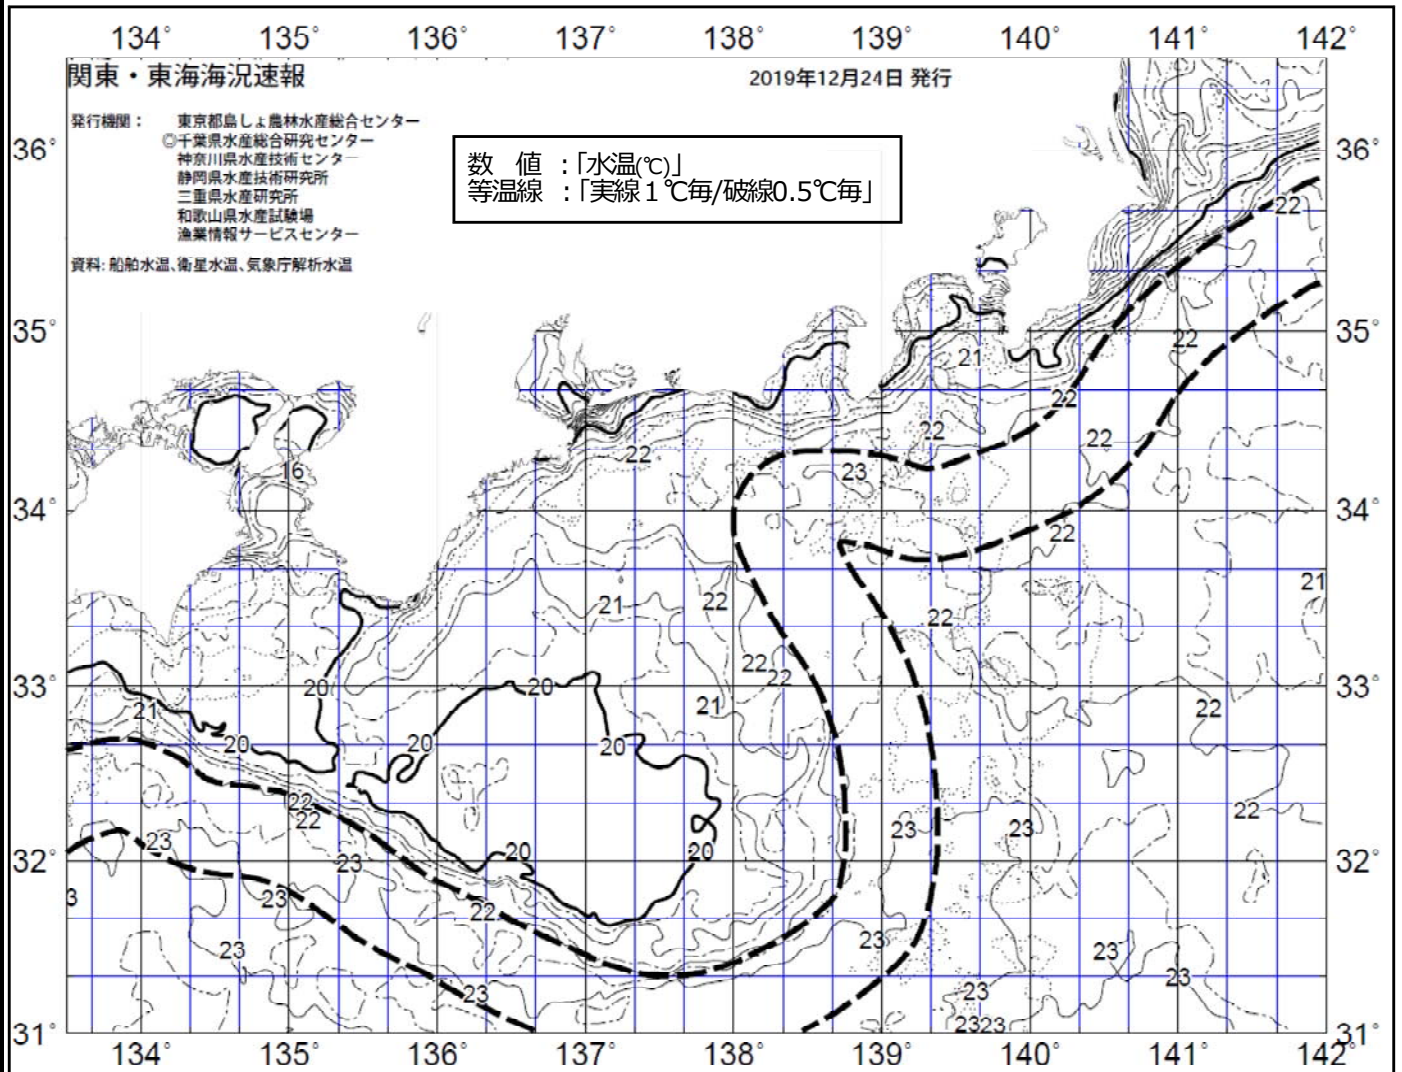 134° 135° 136° 137° 138° 139° 140° 141° 142°
関東・東海海況速報
2019年12月24日 発行
発行機関： 東京都島しょ農林水産総合センター
◎千葉県水産総合研究センター
神奈川県水産技術センター
静岡県水産技術研究所
三重県水産研究所
和歌山県水産試験場
漁業情報サービスセンター
資料: 船舶水温、衛星水温、気象庁解析水温
数 値 ：「水温(℃)」
等温線 ：「実線１℃毎/破線0.5℃毎」
36° 36°
22
35° 35°
22
21
22
22 22
22
16 23
34° 34°
22
21
21 22 22
22 22
33° 33°
20 20
21 21 22
20 20 20
22 22
22 23 23
23
20 20
32° 32°
23
3 23 22
23 23 23
23 23
23 23
31° 2323 31°
134° 135° 136° 137° 138° 139° 140° 141° 142°